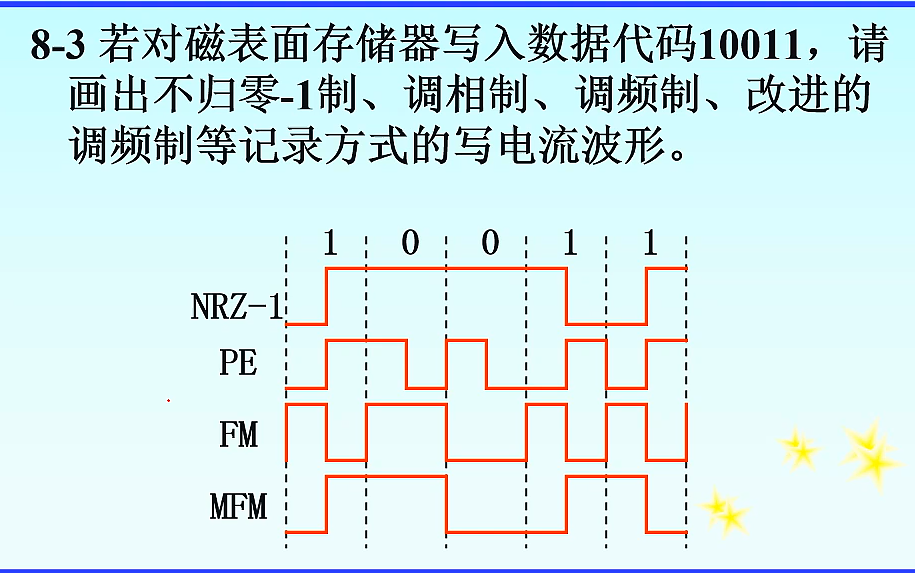 8-3 若对磁表面存储器写入数据代码10011，请
画出不归零-1制、调相制、调频制、改进的
调频制等记录方式的写电流波形。
1 0 0 1 1
NRZ-1
PE
FM
MFM